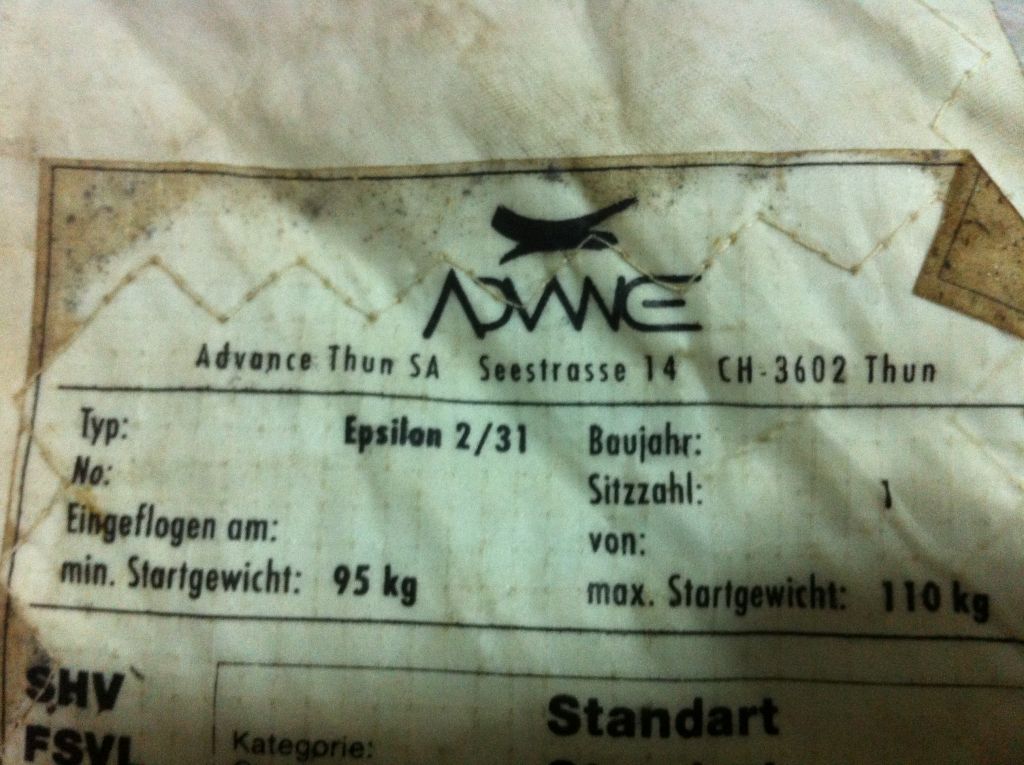 ADVANCE
Advance Thun SA Seestrasse 14 CH-3602 Thun
Typ: Epsilon 2/31 Baujahr:
No: Sitzzahl: 1
Eingeflogen am: von:
min. Startgewicht: 95 kg max. Startgewicht: 110 kg
SHV Standart
FSVL Kategorie: